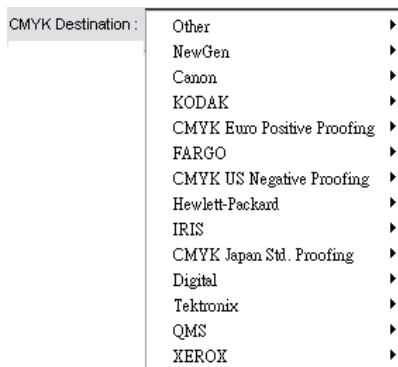 CMYK Destination :
Other
NewGen
Canon
KODAK
CMYK Euro Positive Proofing
FARGO
CMYK US Negative Proofing
Hewlett-Packard
IRIS
CMYK Japan Std. Proofing
Digital
Tektronix
QMS
XEROX